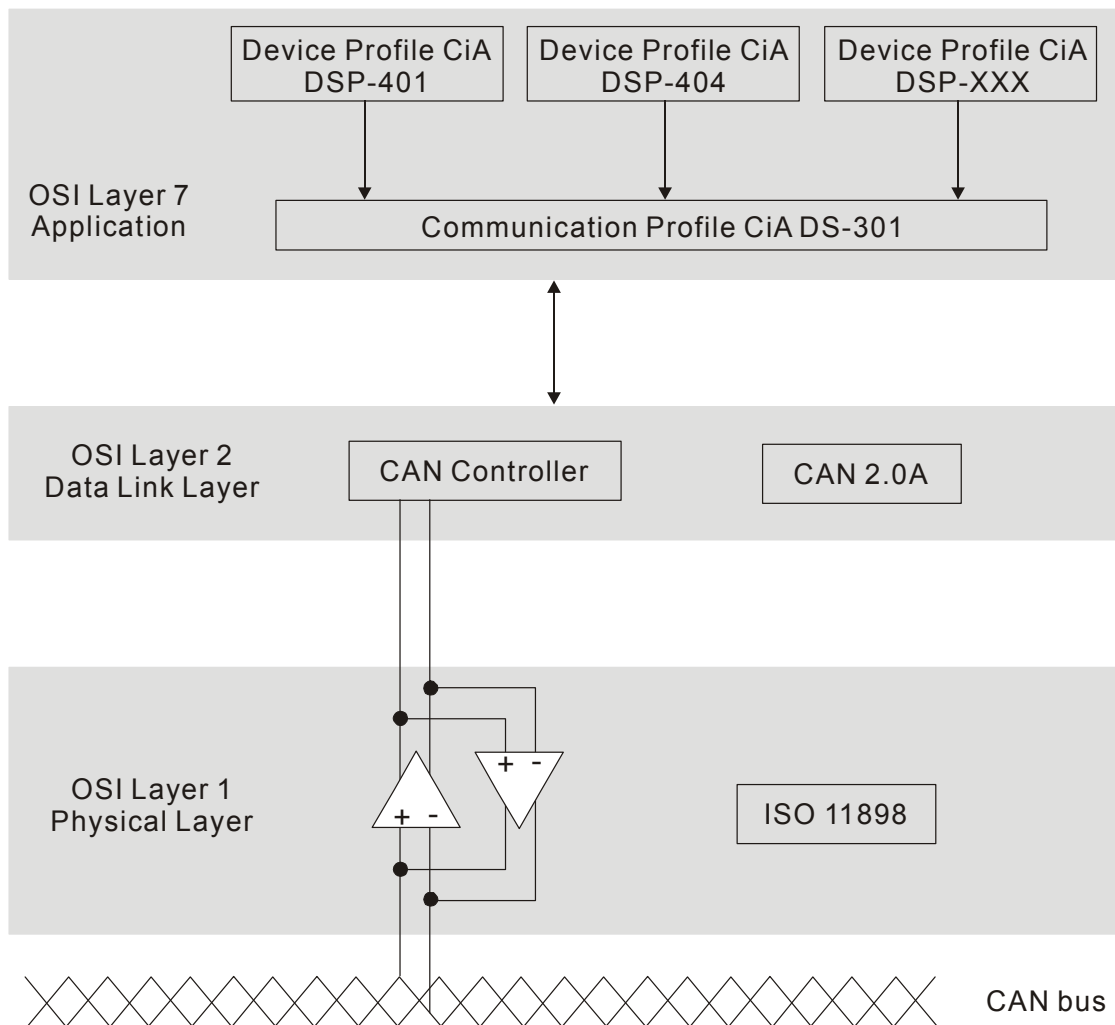 Device Profile CiA
DSP-401
Device Profile CiA
DSP-404
Device Profile CiA
DSP-XXX
OSI Layer 7
Application
Communication Profile CiA DS-301
OSI Layer 2
Data Link Layer
CAN Controller
CAN 2.0A
OSI Layer 1
Physical Layer
+ -
+ -
ISO 11898
CAN bus